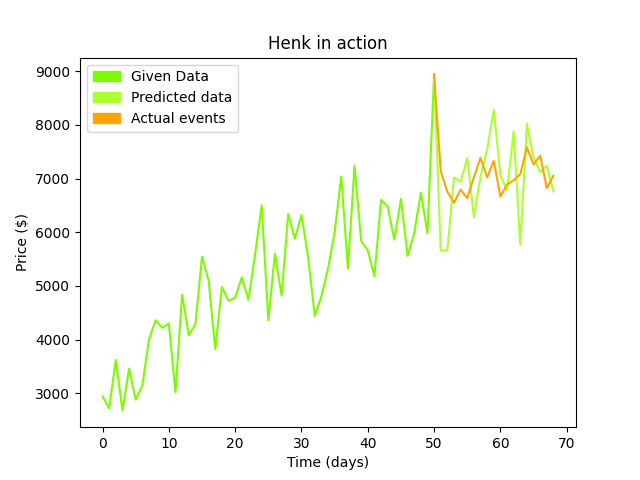 Henk in action
Given Data
Predicted data
Actual events
9000
8000
7000
6000
5000
4000
3000
Price ($)
0 10 20 30 40 50 60 70
Time (days)